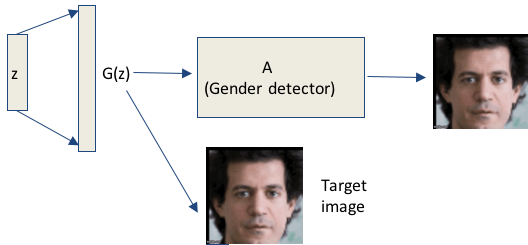 z
G(z)
A
(Gender detector)
Target
image